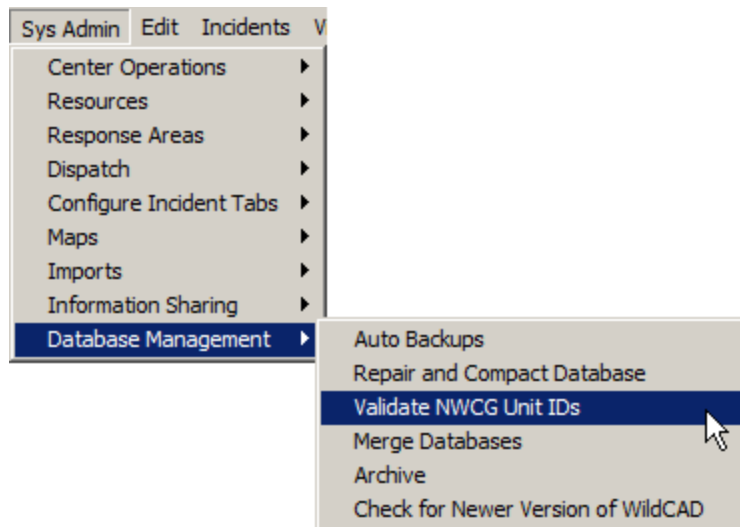 Sys Admin Edit Incidents V
Center Operations
Resources
Response Areas
Dispatch
Configure Incident Tabs
Maps
Imports
Information Sharing
Database Management
Auto Backups
Repair and Compact Database
Validate NWCG Unit IDs
Merge Databases
Archive
Check for Newer Version of WildCAD